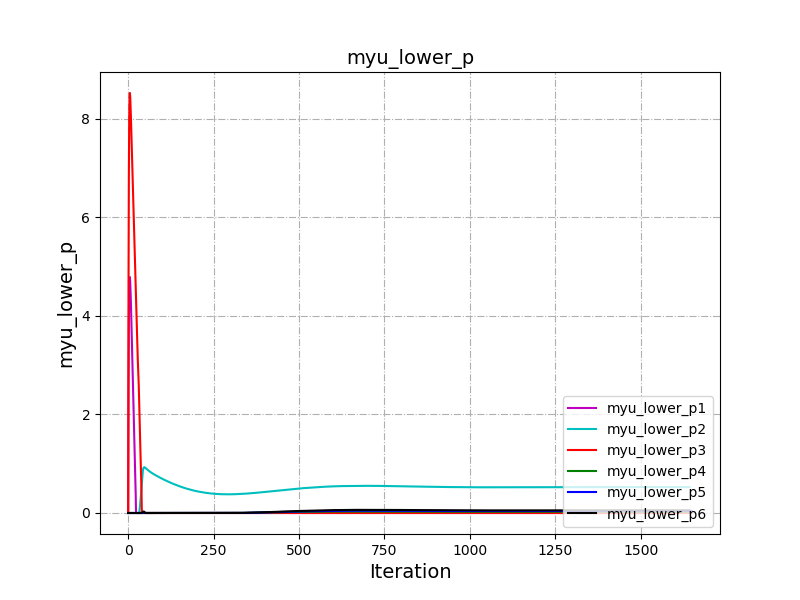 myu_lower_p
8
6
4
2
0
myu_lower_p
0
250
500
750
1000
1250
1500
Iteration
myu_lower_p1
myu_lower_p2
myu_lower_p3
myu_lower_p4
myu_lower_p5
myu_lower_p6